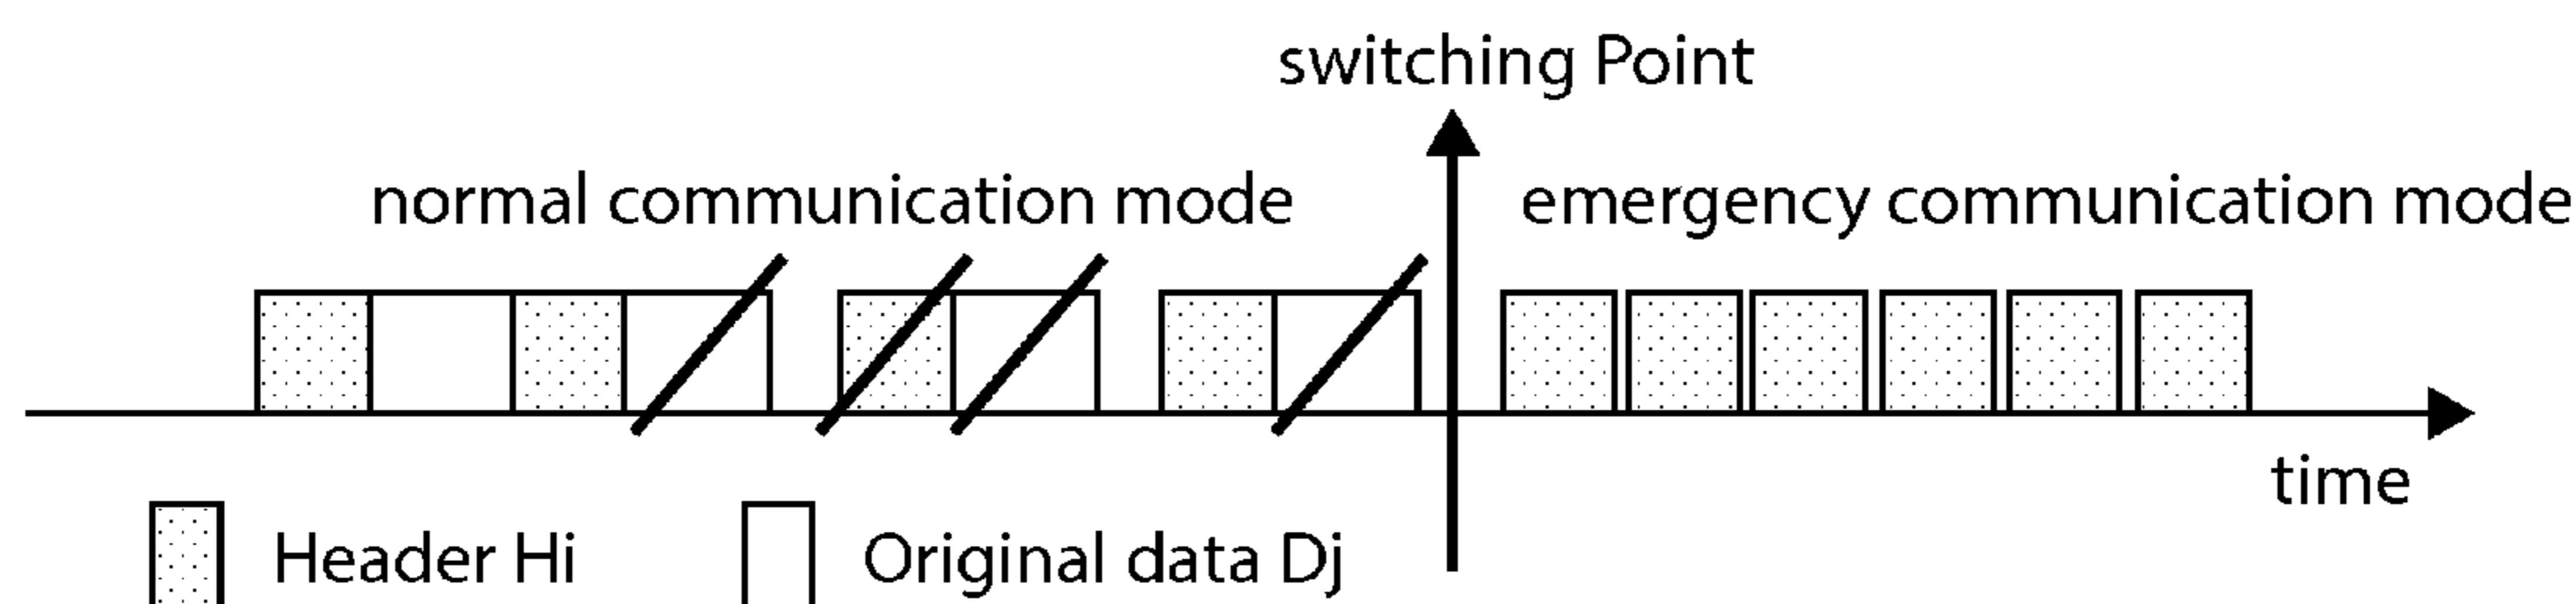 switching Point
normal communication mode
emergency communication mode
time
Header Hi
Original data Dj